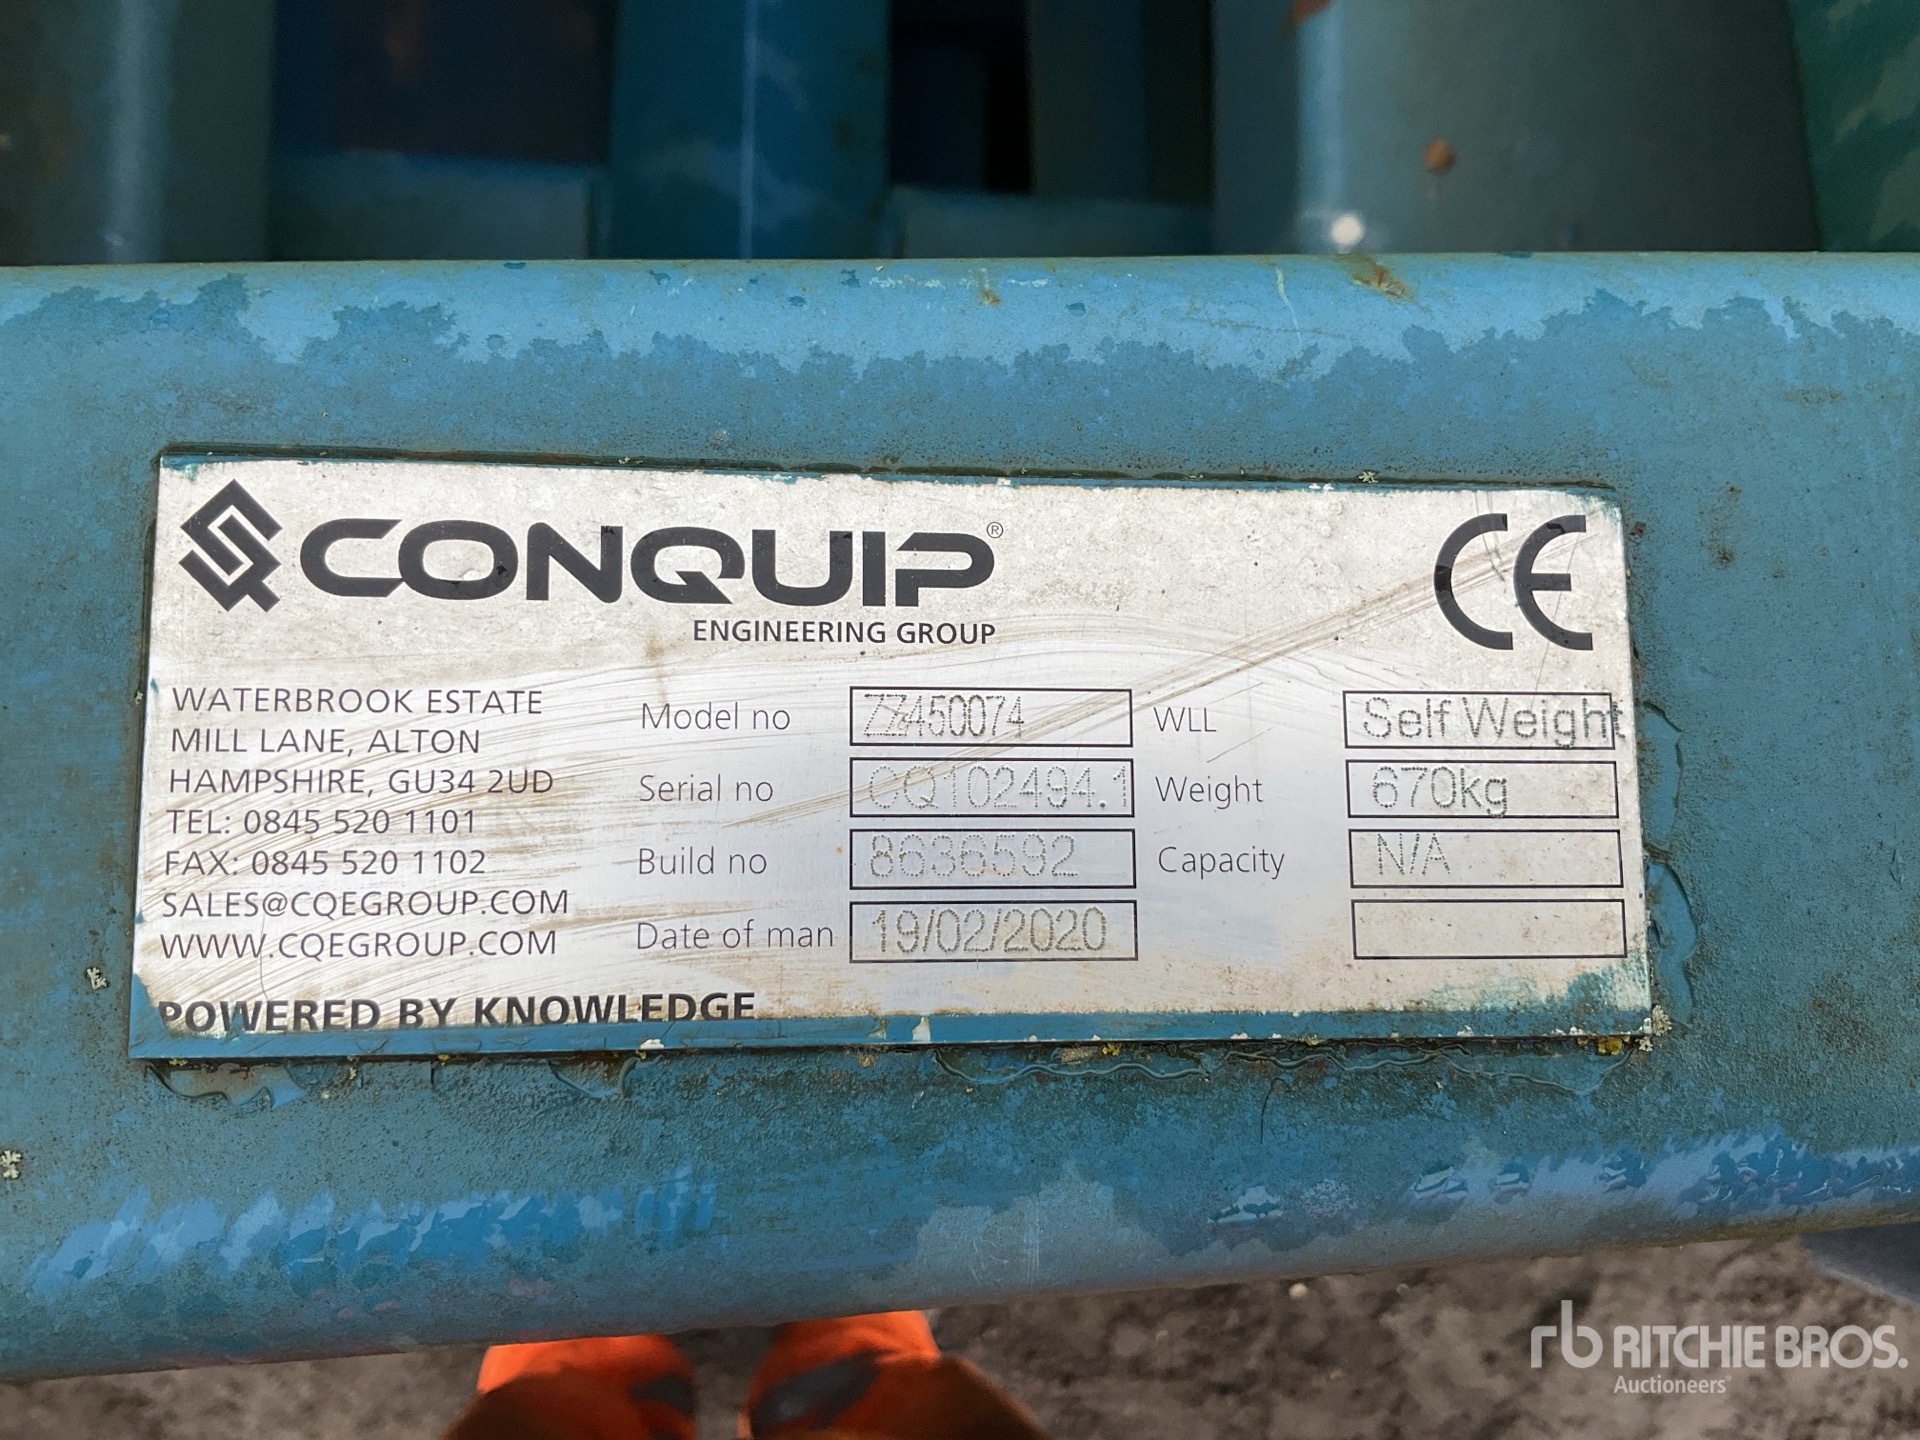 CONQUIP®
ENGINEERING GROUP
CE
WATERBROOK ESTATE
MILL LANE, ALTON
HAMPSHIRE, GU34 2UD
TEL: 0845 520 1101
FAX: 0845 520 1102
SALES@CQEGROUP.COM
WWW.CQEGROUP.COM
POWERED BY KNOWLEDGE
Model no ZZ450074
Serial no CQ102494.1
Build no 8636592
Date of man 19/02/2020
WLL Self Weight
Weight 670kg
Capacity N/A
rb RITCHIE BROS.
Auctioneers